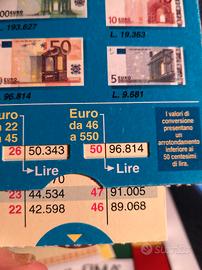 L. 193.627
L. 19.363
50
5 EURO
L. 96.814
L. 9.681
Euro
da 46
a 550
a 22
45
I valori di
conversione
presentano
un
arrotondamento
inferiore ai
50 centesimi
di lira.
26 50.343
50 96.814
Lire
Lire
23 44.534
47 91.005
22 42.598
46 89.068